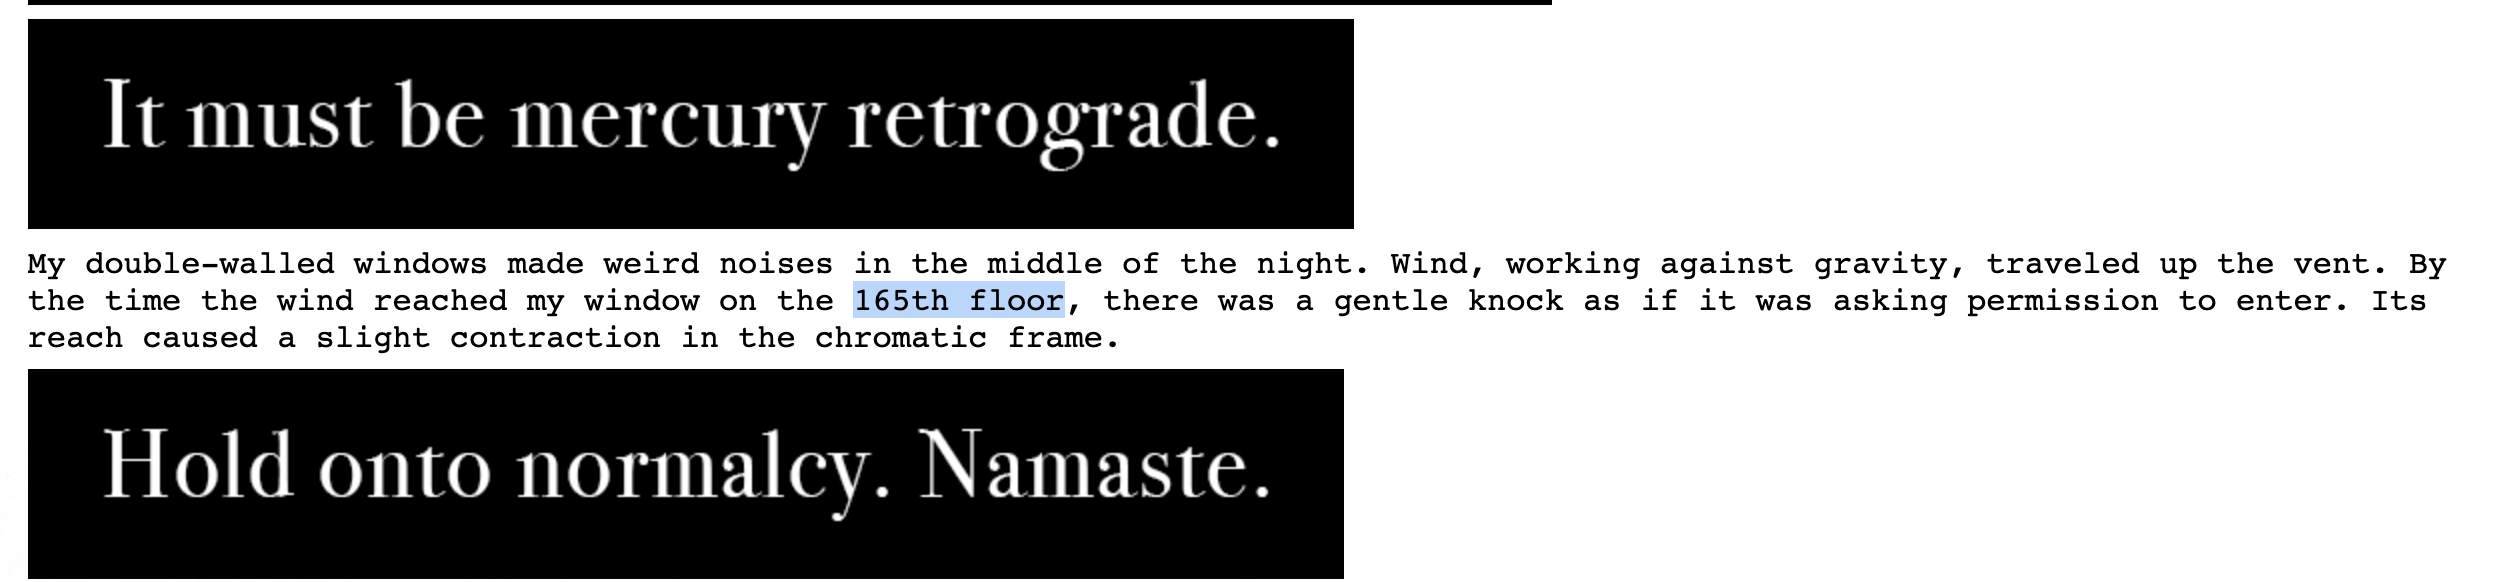 It must be mercury retrograde.
My double-walled windows made weird noises in the middle of the night. Wind, working against gravity, traveled up the vent. By
the time the wind reached my window on the 165th floor, there was a gentle knock as if it was asking permission to enter. Its
reach caused a slight contraction in the chromatic frame.
Hold onto normalcy. Namaste.